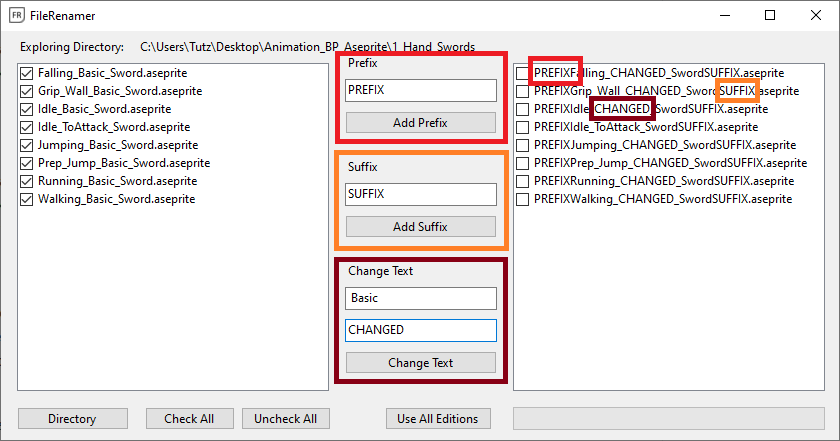 FR FileRenamer
Exploring Directory: C:\Users\Tutz\Desktop\Animation_BP_Aseprite\1_Hand_Swords
Falling_Basic_Sword.aseprite
Grip_Wall_Basic_Sword.aseprite
Idle_Basic_Sword.aseprite
Idle_ToAttack_Sword.aseprite
Jumping_Basic_Sword.aseprite
Prep_Jump_Basic_Sword.aseprite
Running_Basic_Sword.aseprite
Walking_Basic_Sword.aseprite
Prefix
PREFIX
Add Prefix
Suffix
SUFFIX
Add Suffix
Change Text
Basic
CHANGED
Change Text
PREFIXFalling_CHANGED_SwordSUFFIX.aseprite
PREFIXGrip_Wall_CHANGED_SwordSUFFIX.aseprite
PREFIXIdle_CHANGED_SwordSUFFIX.aseprite
PREFIXIdle_ToAttack_SwordSUFFIX.aseprite
PREFIXJumping_CHANGED_SwordSUFFIX.aseprite
PREFIXPrep_Jump_CHANGED_SwordSUFFIX.aseprite
PREFIXRunning_CHANGED_SwordSUFFIX.aseprite
PREFIXWalking_CHANGED_SwordSUFFIX.aseprite
Directory Check All Uncheck All Use All Editions